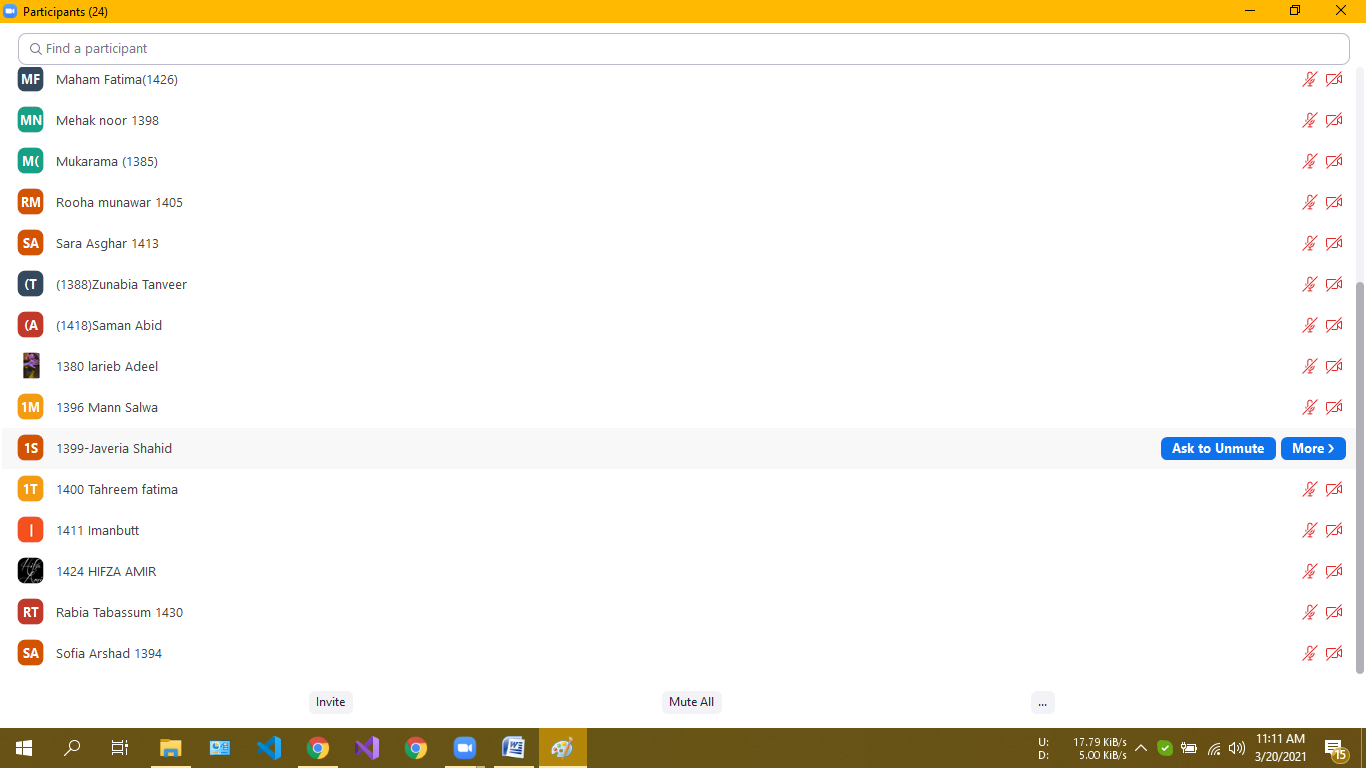 Participants (24)
Find a participant
MF Maham Fatima(1426)
MN Mehak noor 1398
M( Mukarama (1385)
RM Rooha munawar 1405
SA Sara Asghar 1413
(T (1388)Zunabia Tanveer
(A (1418)Saman Abid
1380 larieb Adeel
1M 1396 Mann Salwa
1S 1399-Javeria Shahid Ask to Unmute More
1T 1400 Tahreem fatima
I 1411 Imanbutt
1424 HIFZA AMIR
RT Rabia Tabassum 1430
SA Sofia Arshad 1394
Invite Mute All ...
U: 17.79 KiB/s
D: 5.00 KiB/s
11:11 AM
3/20/2021
15